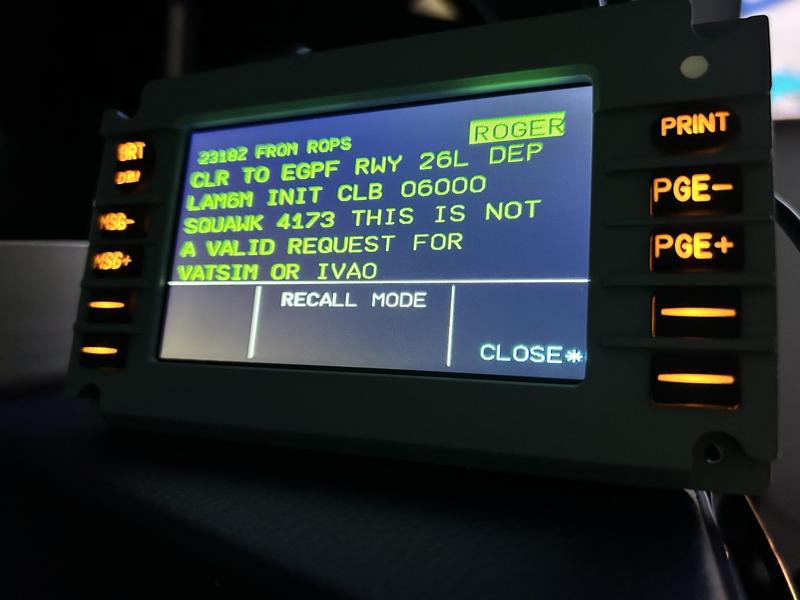 BRT
DIM
MSG-
MSG+
2310Z FROM ROPS
ROGER
CLR TO EGPF RWY 26L DEP
LAM6M INIT CLB 06000
SQUAWK 4173 THIS IS NOT
A VALID REQUEST FOR
VATSIM OR IVAO
RECALL MODE
CLOSE*
PRINT
PGE-
PGE+